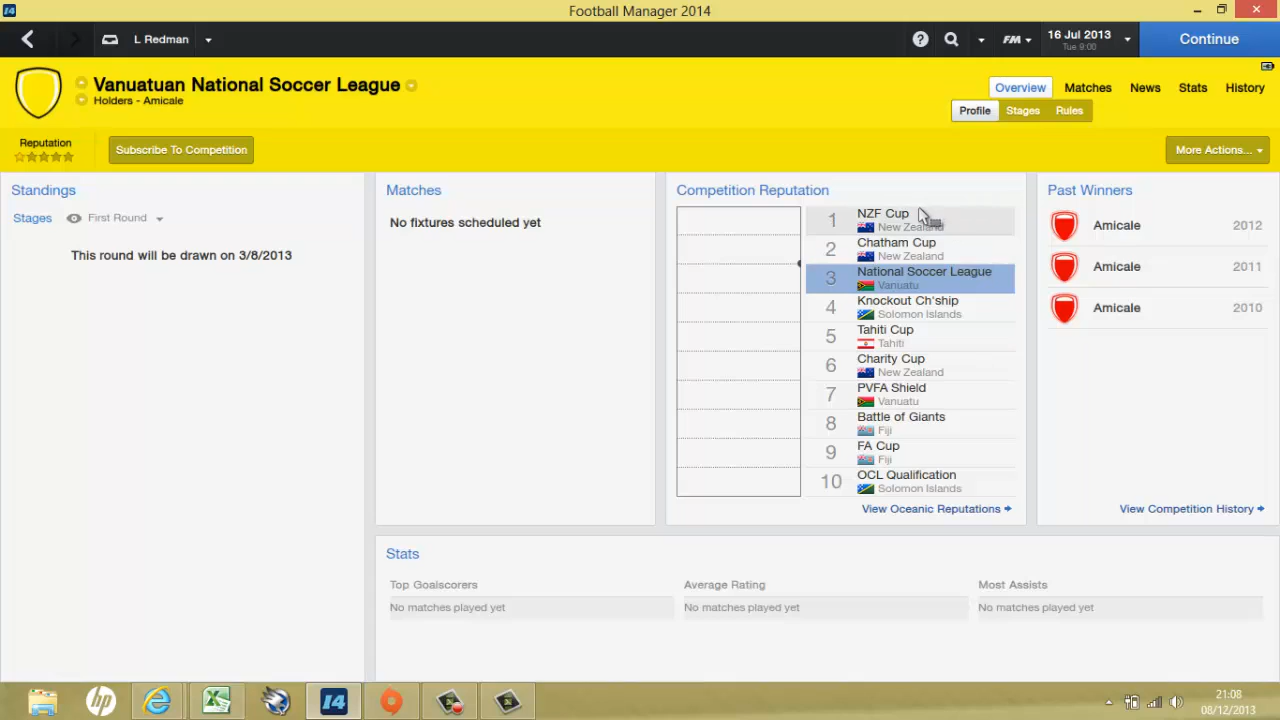 14
Football Manager 2014
L Redman
?
FM
16 Jul 2013
Tue 9:00
Continue
Vanuatuan National Soccer League
Holders - Amicale
Overview Matches News Stats History
Profile Stages Rules
Reputation
Subscribe To Competition
More Actions...
Standings
Stages First Round
This round will be drawn on 3/8/2013
Matches
No fixtures scheduled yet
Competition Reputation
1 NZF Cup
New Zealand
2 Chatham Cup
New Zealand
3 National Soccer League
Vanuatu
4 Knockout Ch'ship
Solomon Islands
5 Tahiti Cup
Tahiti
6 Charity Cup
New Zealand
7 PVFA Shield
Vanuatu
8 Battle of Giants
Fiji
9 FA Cup
Fiji
10 OCL Qualification
Solomon Islands
View Oceanic Reputations
Past Winners
Amicale 2012
Amicale 2011
Amicale 2010
View Competition History
Stats
Top Goalscorers
No matches played yet
Average Rating
No matches played yet
Most Assists
No matches played yet
hp
14
21:08
08/12/2013